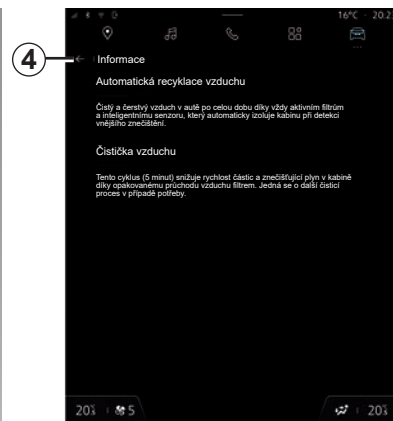 16°C 20:23
4
Informace
Automatická recyklace vzduchu
Čistý a čerstvý vzduch v autě po celou dobu díky vždy aktivním filtrům
a inteligentnímu senzoru, který automaticky izoluje kabinu při detekci
vnějšího znečištění.
Čistička vzduchu
Tento cyklus (5 minut) snižuje rychlost částic a znečišťující plyn v kabině
díky opakovanému průchodu vzduchu filtrem. Jedná se o další čisticí
proces v případě potřeby.
20 5 20